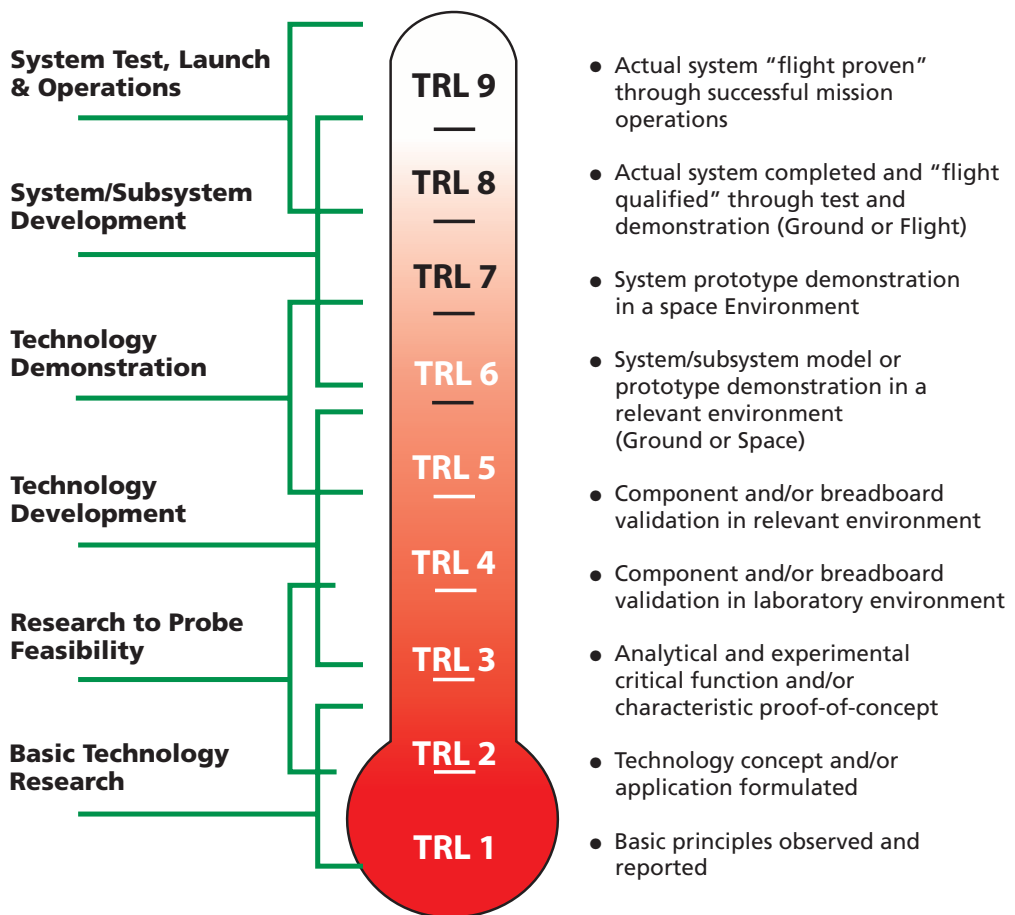 System Test, Launch
& Operations
System/Subsystem
Development
Technology
Demonstration
Technology
Development
Research to Probe
Feasibility
Basic Technology
Research
TRL 9
TRL 8
TRL 7
TRL 6
TRL 5
TRL 4
TRL 3
TRL 2
TRL 1
● Actual system “flight proven”
through successful mission
operations
● Actual system completed and “flight
qualified” through test and
demonstration (Ground or Flight)
● System prototype demonstration
in a space Environment
● System/subsystem model or
prototype demonstration in a
relevant environment
(Ground or Space)
● Component and/or breadboard
validation in relevant environment
● Component and/or breadboard
validation in laboratory environment
● Analytical and experimental
critical function and/or
characteristic proof-of-concept
● Technology concept and/or
application formulated
● Basic principles observed and
reported